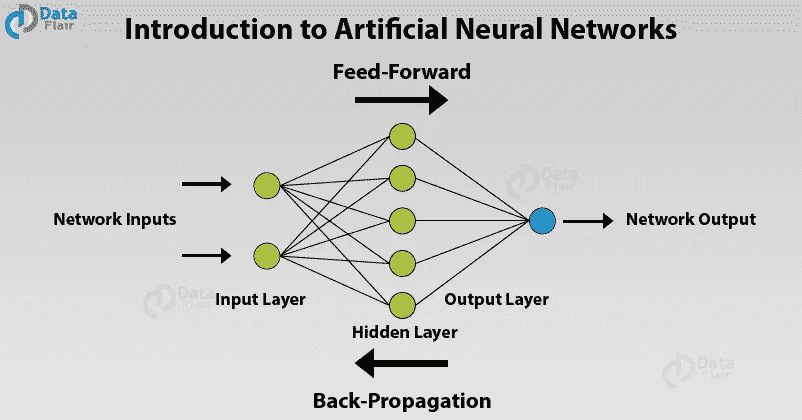 Data
Flair
Introduction to Artificial Neural Networks
Feed-Forward
Data
Flair
Network Inputs
Network Output
Data
Flair
Input Layer
Output Layer
Hidden Layer
Data
Flair
Back-Propagation